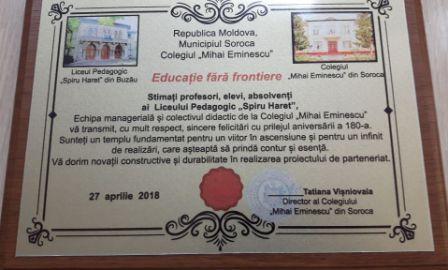 Republica Moldova,
Municipiul Soroca
Colegiul „Mihai Eminescu”
Liceul Pedagogic
„Spiru Haret” din Buzău
Colegiul
„Mihai Eminescu” din Soroca
Educație fără frontiere
Stimați profesori, elevi, absolvenți
ai Liceului Pedagogic „Spiru Haret”,
Echipa managerială și colectivul didactic de la Colegiul „Mihai Eminescu”
vă transmit, cu mult respect, sincere felicitări cu prilejul aniversării a 160-a.
Sunteți un templu fundamentat pentru un viitor în ascensiune și pentru un infinit
de realizări, care așteaptă să prindă contur și esență.
Vă dorim novații constructive și durabilitate în realizarea proiectului de parteneriat.
27 aprilie 2018
Tatiana Vișniovaia
Director al Colegiului
„Mihai Eminescu” din Soroca